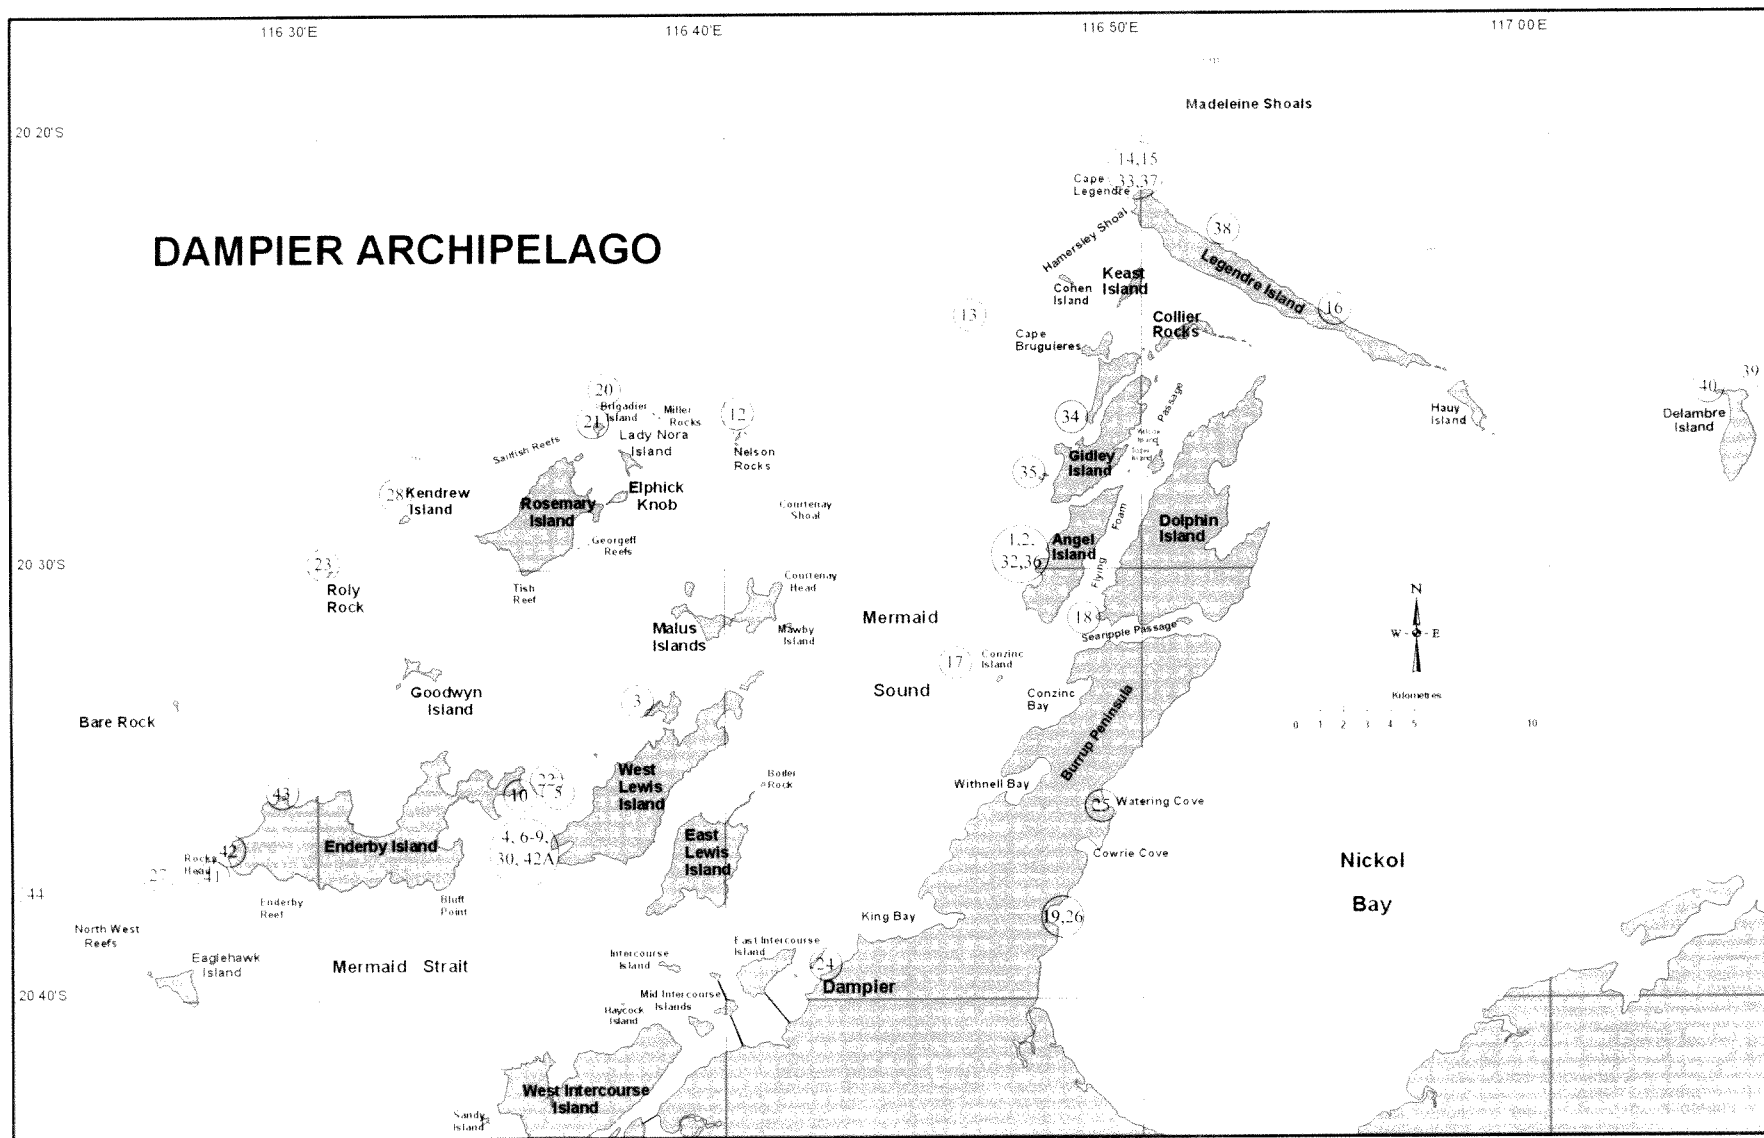 116 30'E
116 40'E
116 50'E
117 00 E
Madeleine Shoals
20 20'S
14,15
33,37
Cape
Legendre
DAMPIER ARCHIPELAGO
Hamersley Shoal
38
Legendre Island
Keast
Island
Cohen
Island
16
13
Collier
Rocks
Cape
Bruguieres
39
40
Delambre
Island
Hauy
Island
20
Brigadier
Island
21
Miller
Rocks
12
Lady Nora
Island
Nelson
Rocks
Sailfish Reefs
34
Passage
Gidley
Island
35
28
Kendrew
Island
Rosemary
Island
Elphick
Knob
Courtenay
Shoal
Georgeff
Reefs
Dolphin
Island
Foam
Flying
1,2,
32,36
Angel
Island
20 30'S
23
Roly
Rock
Tish
Reef
Courtenay
Head
Malus
Islands
Mawby
Island
Mermaid
Sound
18
Searipple Passage
17
Conzinc
Island
Conzinc
Bay
N
W - E
Kilometres
0 1 2 3 4 5 10
Goodwyn
Island
3
Bare Rock
Burrup Peninsula
West
Lewis
Island
Boiler
Rock
Withnell Bay
25
Watering Cove
43
10
22
5
4, 6-9,
30, 42A
East
Lewis
Island
Enderby Island
42
Rocky
Head
27
41
44
Cowrie Cove
Nickol
Bay
Enderby
Reef
Bluff
Point
King Bay
19,26
North West
Reefs
Eaglehawk
Island
Mermaid Strait
Intercourse
Island
East Intercourse
Island
24
Dampier
20 40'S
Mid Intercourse
Islands
Haycock
Island
West Intercourse
Island
Sandy
Island